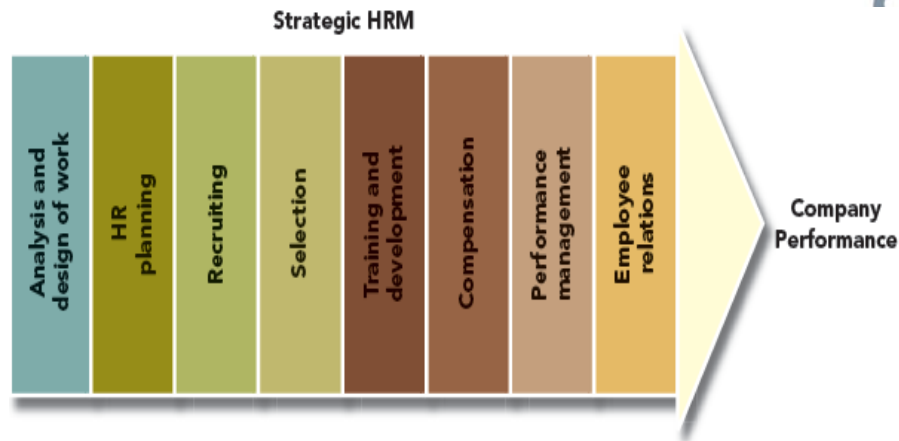 Strategic HRM
Analysis and
design of work
HR
planning
Recruiting
Selection
Training and
development
Compensation
Performance
management
Employee
relations
Company
Performance